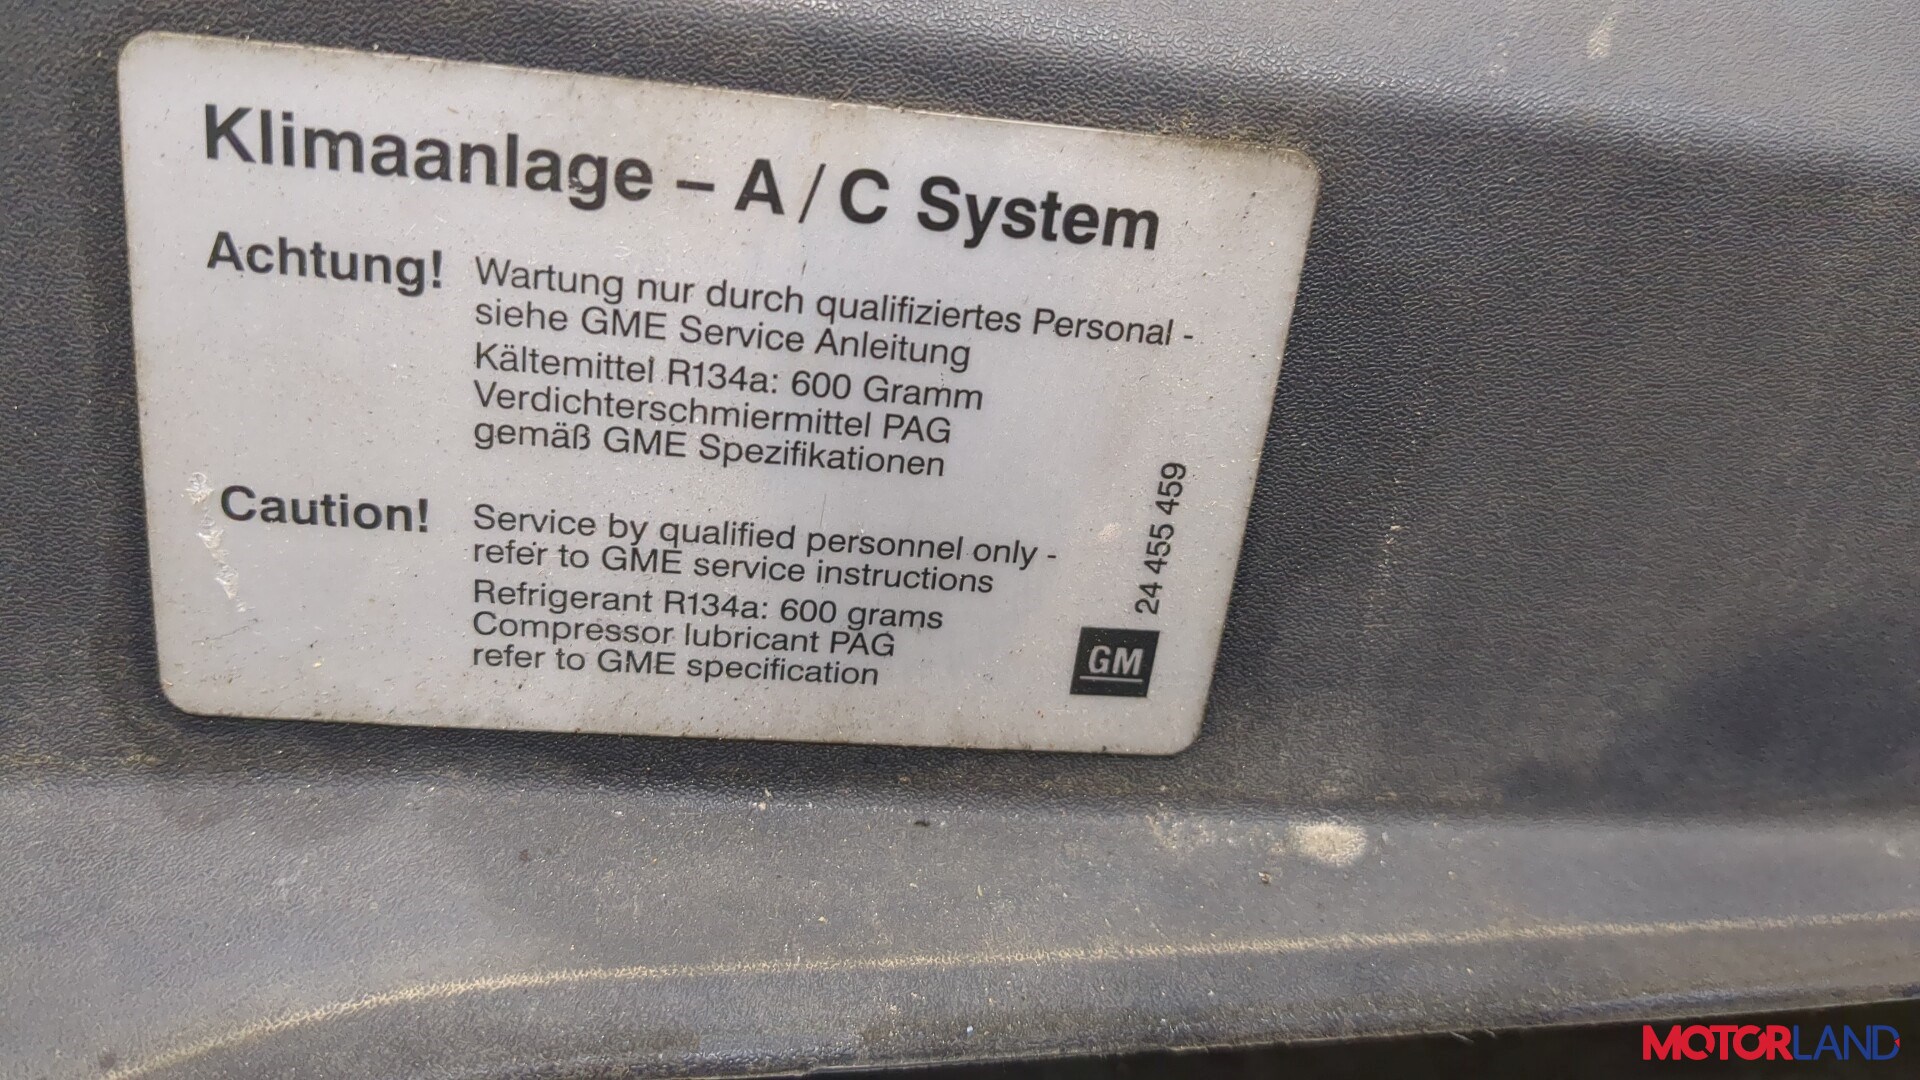 Klimaanlage – A/C System
Achtung! Wartung nur durch qualifiziertes Personal -
siehe GME Service Anleitung
Kältemittel R134a: 600 Gramm
Verdichterschmiermittel PAG
gemäß GME Spezifikationen
Caution! Service by qualified personnel only -
refer to GME service instructions
Refrigerant R134a: 600 grams
Compressor lubricant PAG
refer to GME specification
24 455 459
GM
MOTORLAND